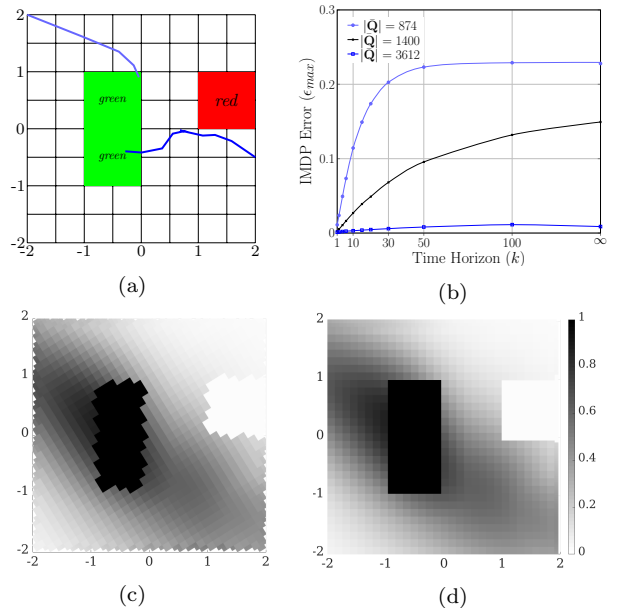 2
1
0
-1
-2
-2 -1 0 1 2
green
red
green
(a)
0.3
0.2
0.1
0
IMDP Error (ϵmax)
|Q̄| = 874
|Q̄| = 1400
|Q̄| = 3612
1 10 30 50 100 ∞
Time Horizon (k)
(b)
2
1
0
-1
-2
-2 -1 0 1 2
(c)
2
1
0
-1
-2
-2 -1 0 1 2
1
0.8
0.6
0.4
0.2
0
(d)